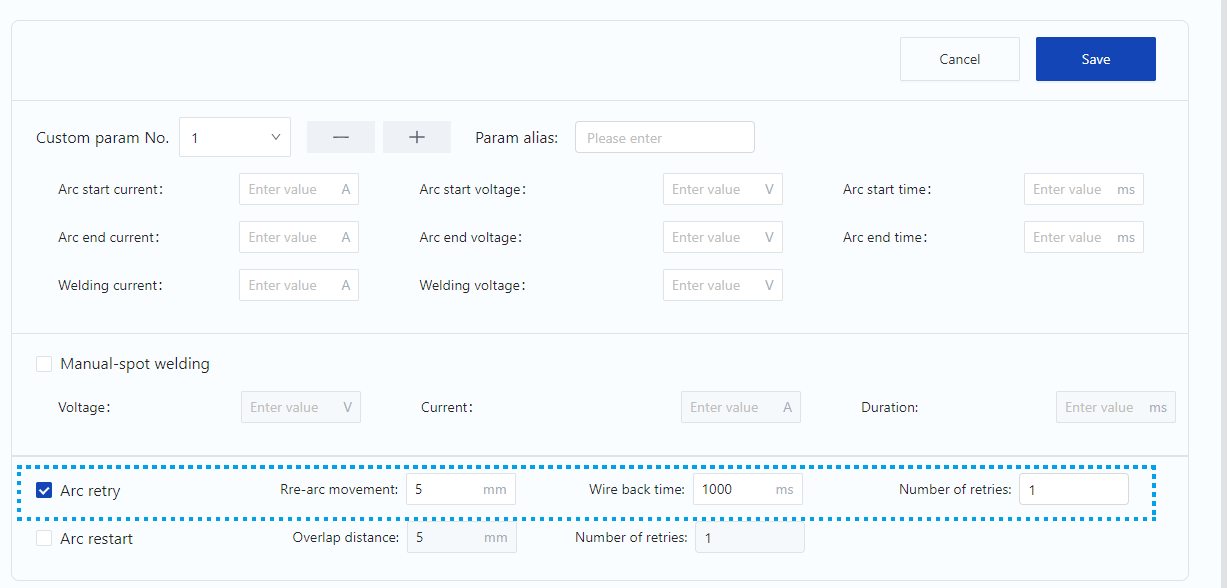 Cancel Save
Custom param No. 1 Param alias: Please enter
Arc start current: Enter value A Arc start voltage: Enter value V Arc start time: Enter value ms
Arc end current: Enter value A Arc end voltage: Enter value V Arc end time: Enter value ms
Welding current: Enter value A Welding voltage: Enter value V
Manual-spot welding
Voltage: Enter value V Current: Enter value A Duration: Enter value ms
Arc retry Rre-arc movement: 5 mm Wire back time: 1000 ms Number of retries: 1
Arc restart Overlap distance: 5 mm Number of retries: 1